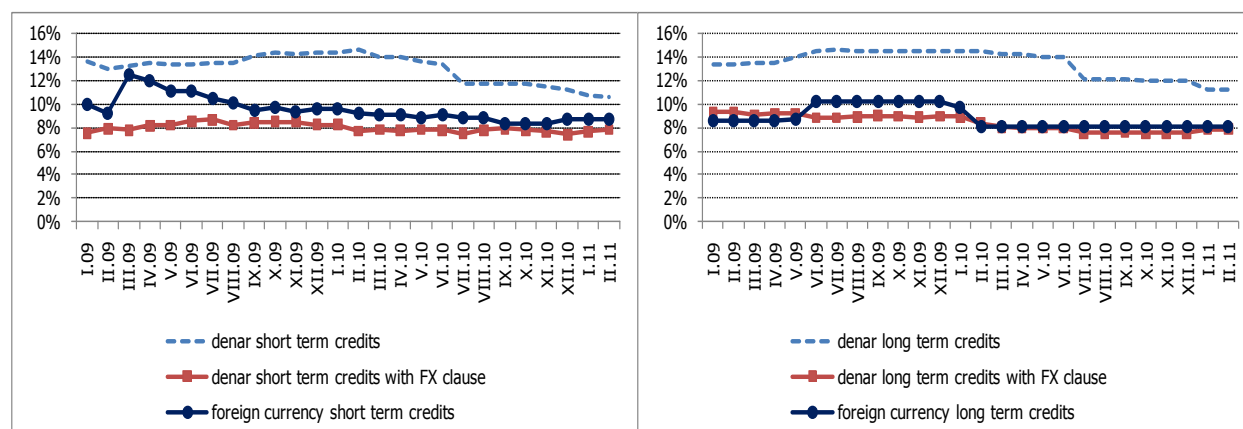 16%
14%
12%
10%
8%
6%
4%
2%
0%
I.09
II.09
III.09
IV.09
V.09
VI.09
VII.09
VIII.09
IX.09
X.09
XI.09
XII.09
I.10
II.10
III.10
IV.10
V.10
VI.10
VII.10
VIII.10
IX.10
X.10
XI.10
XII.10
I.11
II.11
denar short term credits
denar short term credits with FX clause
foreign currency short term credits
16%
14%
12%
10%
8%
6%
4%
2%
0%
I.09
II.09
III.09
IV.09
V.09
VI.09
VII.09
VIII.09
IX.09
X.09
XI.09
XII.09
I.10
II.10
III.10
IV.10
V.10
VI.10
VII.10
VIII.10
IX.10
X.10
XI.10
XII.10
I.11
II.11
denar long term credits
denar long term credits with FX clause
foreign currency long term credits